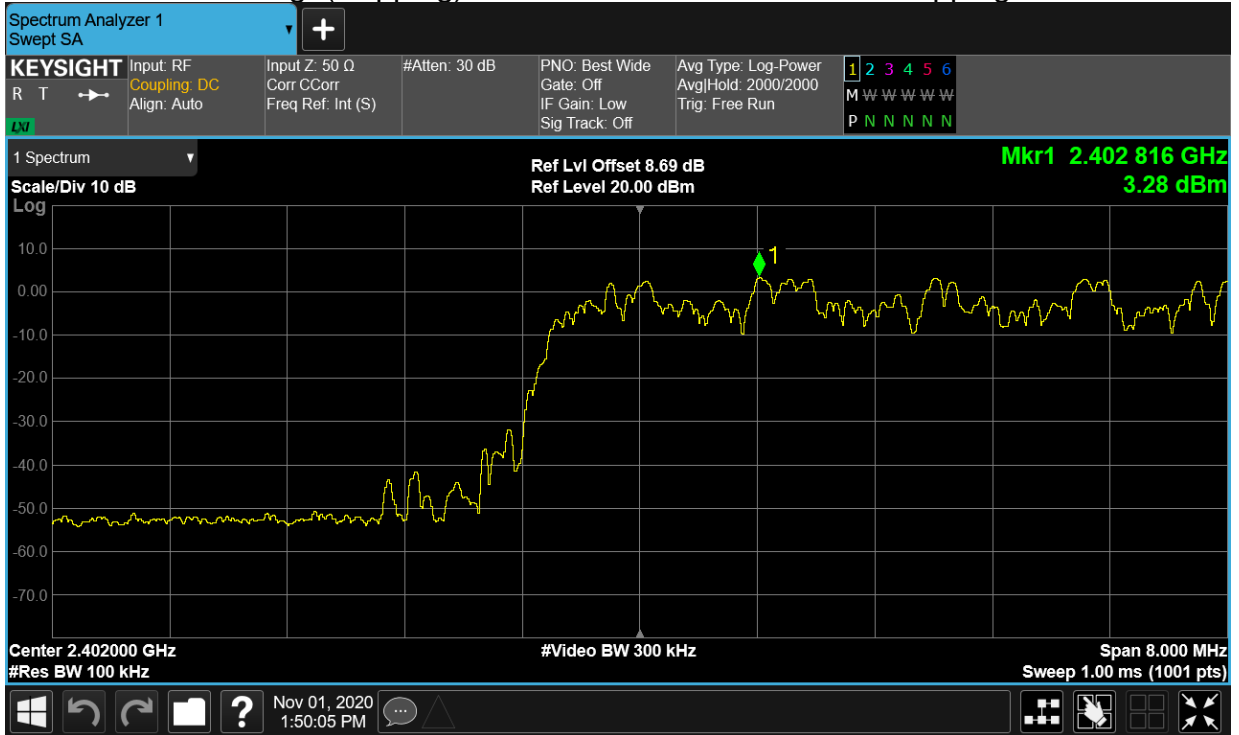 Spectrum Analyzer 1
Swept SA
KEYSIGHT
R T
LXI
Input: RF
Coupling: DC
Align: Auto
Input Z: 50 Ω
Corr CCorr
Freq Ref: Int (S)
#Atten: 30 dB
PNO: Best Wide
Gate: Off
IF Gain: Low
Sig Track: Off
Avg Type: Log-Power
Avg|Hold: 2000/2000
Trig: Free Run
1 2 3 4 5 6
M W W W W W
P N N N N N
1 Spectrum
Scale/Div 10 dB
Log
Ref Lvl Offset 8.69 dB
Ref Level 20.00 dBm
Mkr1 2.402 816 GHz
3.28 dBm
1
10.0
0.00
-10.0
-20.0
-30.0
-40.0
-50.0
-60.0
-70.0
Center 2.402000 GHz
#Res BW 100 kHz
#Video BW 300 kHz
Span 8.000 MHz
Sweep 1.00 ms (1001 pts)
?
Nov 01, 2020
1:50:05 PM